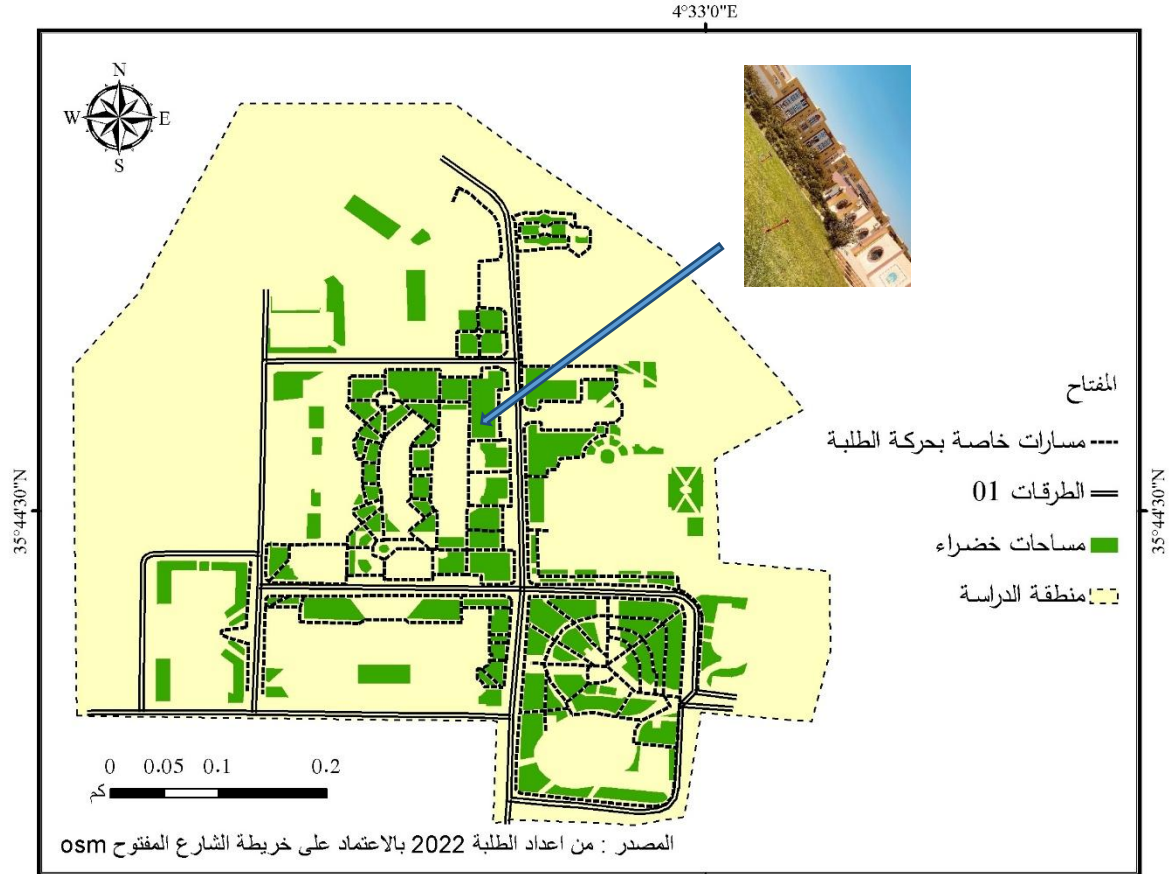 4°33'0"E
N
W E
S
المفتاح
مسارات خاصة بحركة الطلبة
الطرقات 01
مساحات خضراء
منطقة الدراسة
35°44'30"N
35°44'30"N
0 0.05 0.1 0.2
كم
المصدر : من اعداد الطلبة 2022 بالاعتماد على خريطة الشارع المفتوح osm